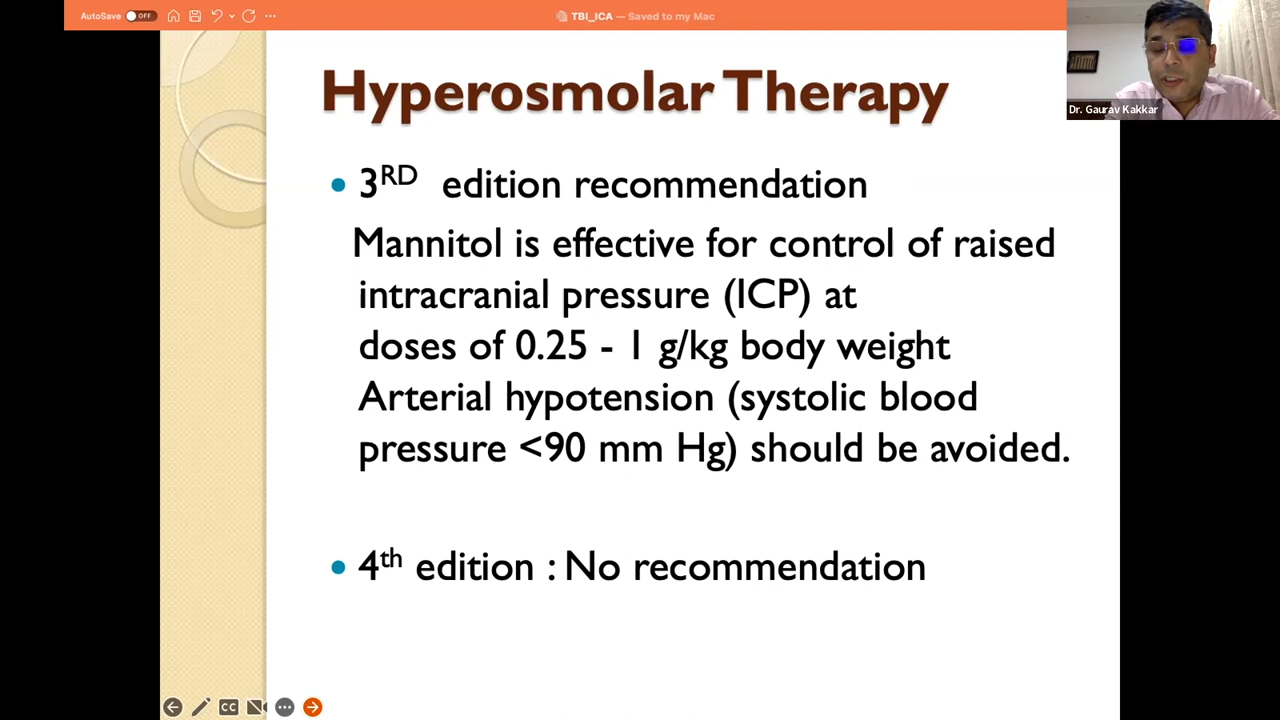 AutoSave OFF
TBI_ICA — Saved to my Mac
Dr. Gaurav Kakkar
Hyperosmolar Therapy
• 3RD edition recommendation
Mannitol is effective for control of raised
intracranial pressure (ICP) at
doses of 0.25 - 1 g/kg body weight
Arterial hypotension (systolic blood
pressure <90 mm Hg) should be avoided.
• 4th edition : No recommendation
CC